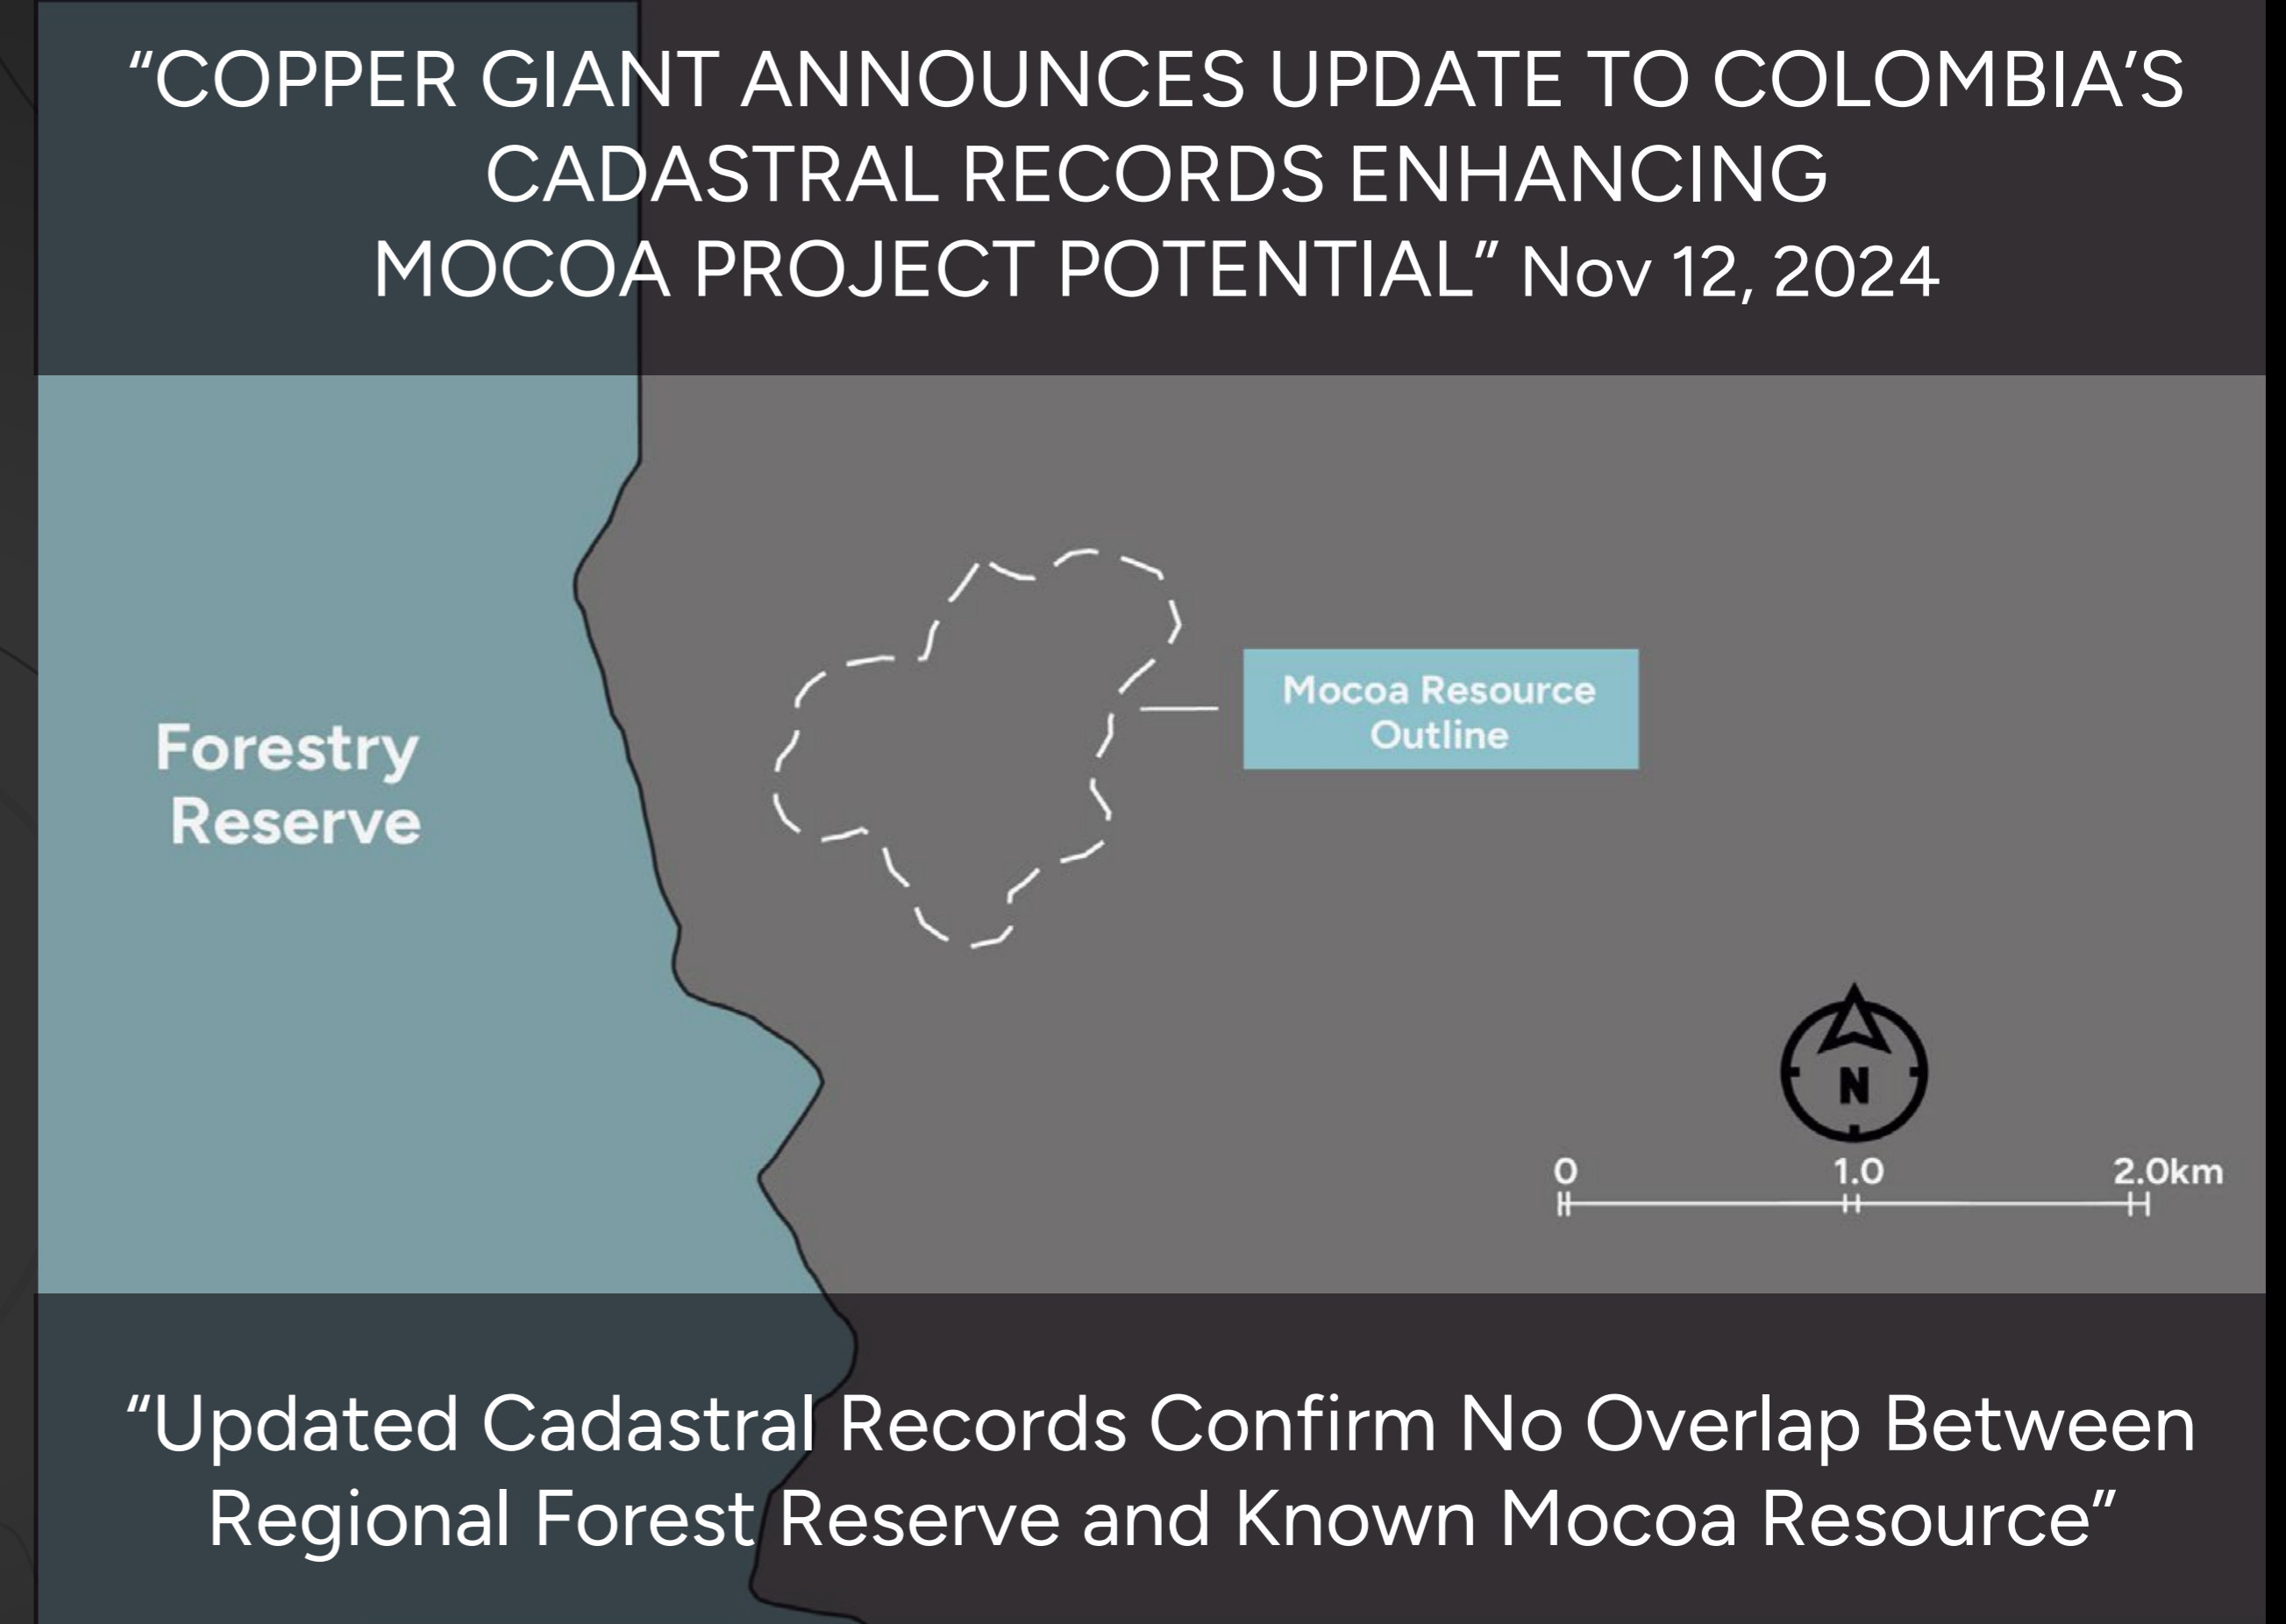 “COPPER GIANT ANNOUNCES UPDATE TO COLOMBIA’S
CADASTRAL RECORDS ENHANCING
MOCOA PROJECT POTENTIAL” Nov 12, 2024
Mocoa Resource
Outline
Forestry
Reserve
N
0 1.0 2.0km
“Updated Cadastral Records Confirm No Overlap Between
Regional Forest Reserve and Known Mocoa Resource”